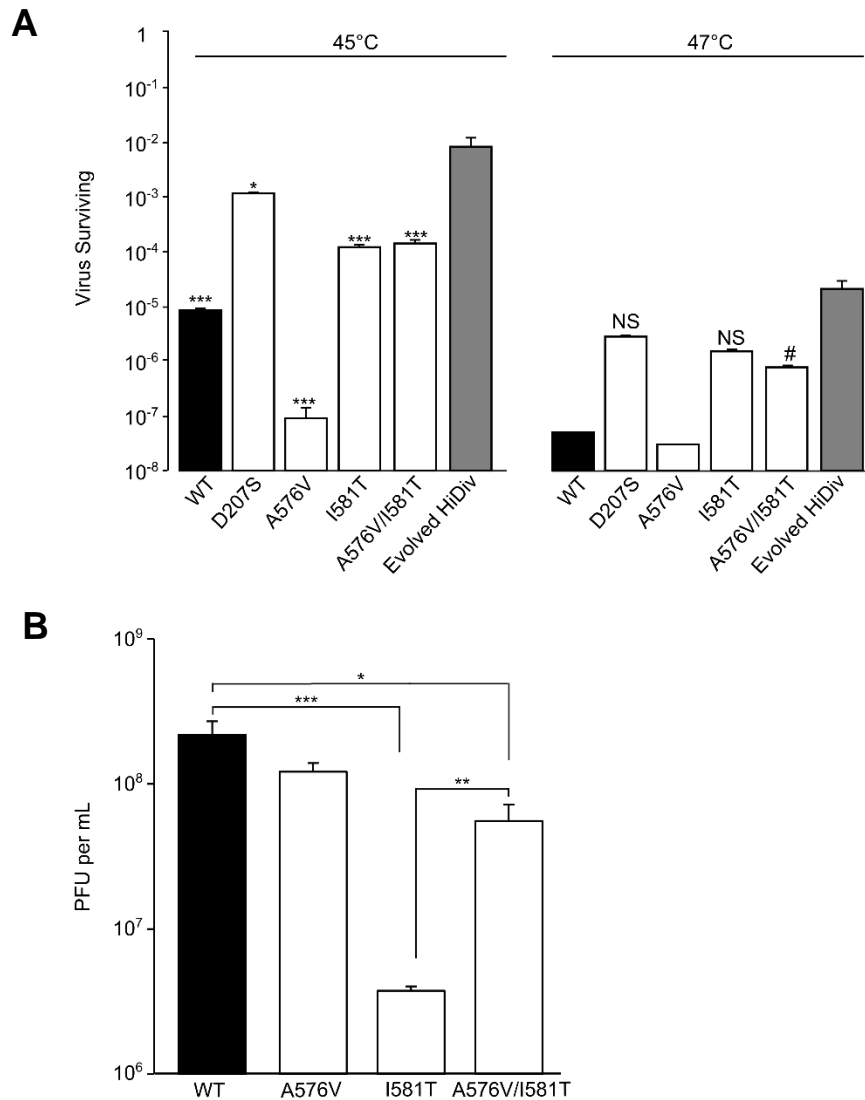 A
45°C
47°C
Virus Surviving
1
10⁻¹
10⁻²
10⁻³
10⁻⁴
10⁻⁵
10⁻⁶
10⁻⁷
10⁻⁸
***
*
***
***
***
NS
NS
#
WT
D207S
A576V
I581T
A576V/I581T
Evolved HiDiv
WT
D207S
A576V
I581T
A576V/I581T
Evolved HiDiv
B
PFU per mL
10⁹
10⁸
10⁷
10⁶
*
***
**
WT
A576V
I581T
A576V/I581T